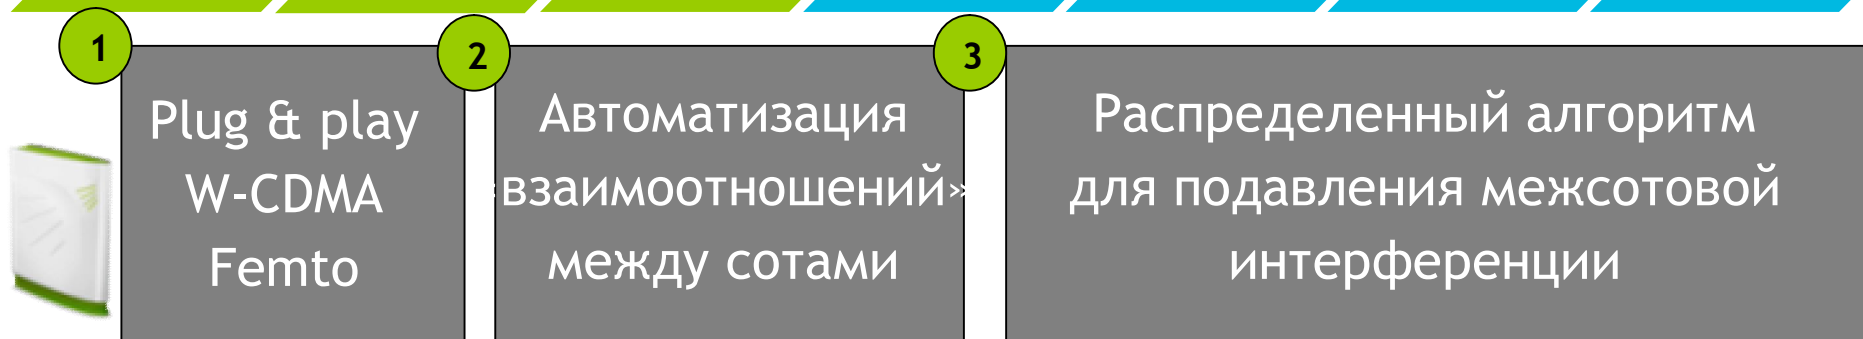 1
Plug & play
W-CDMA
Femto
2
Автоматизация
«взаимоотношений»
между сотами
3
Распределенный алгоритм
для подавления межсотовой
интерференции